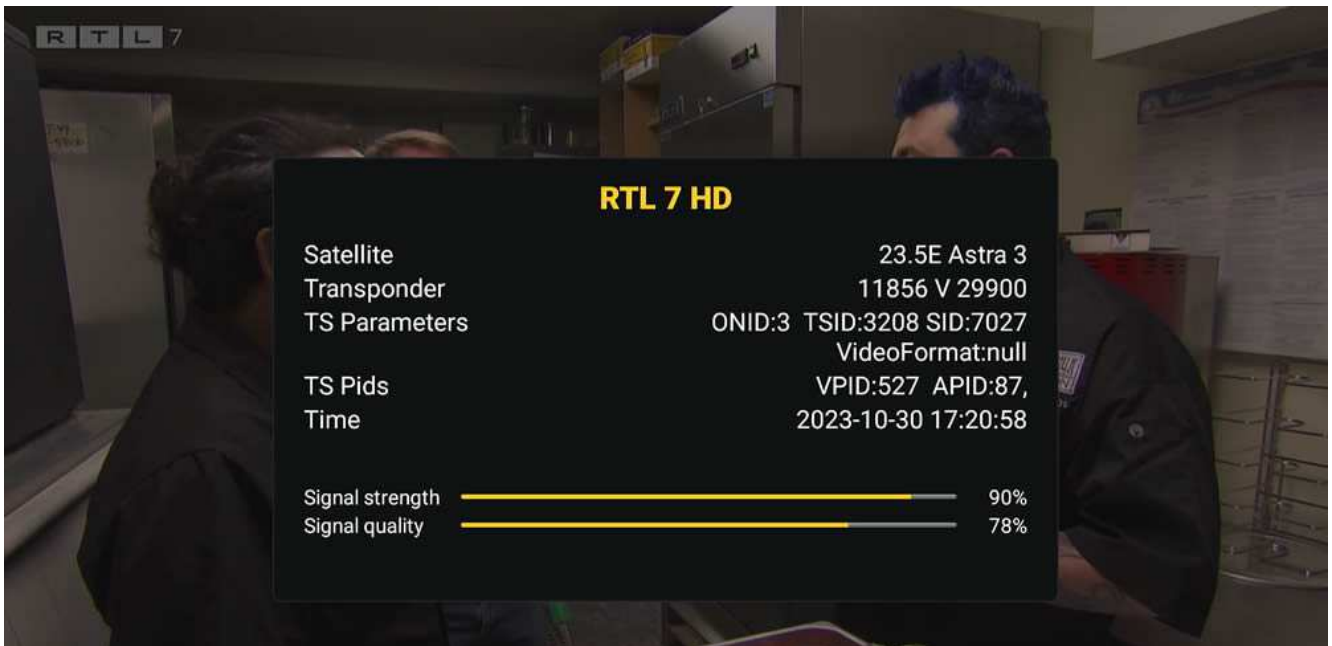 RTL 7
RTL 7 HD
Satellite 23.5E Astra 3
Transponder 11856 V 29900
TS Parameters ONID:3 TSID:3208 SID:7027
VideoFormat:null
TS Pids VPID:527 APID:87,
Time 2023-10-30 17:20:58
Signal strength 90%
Signal quality 78%